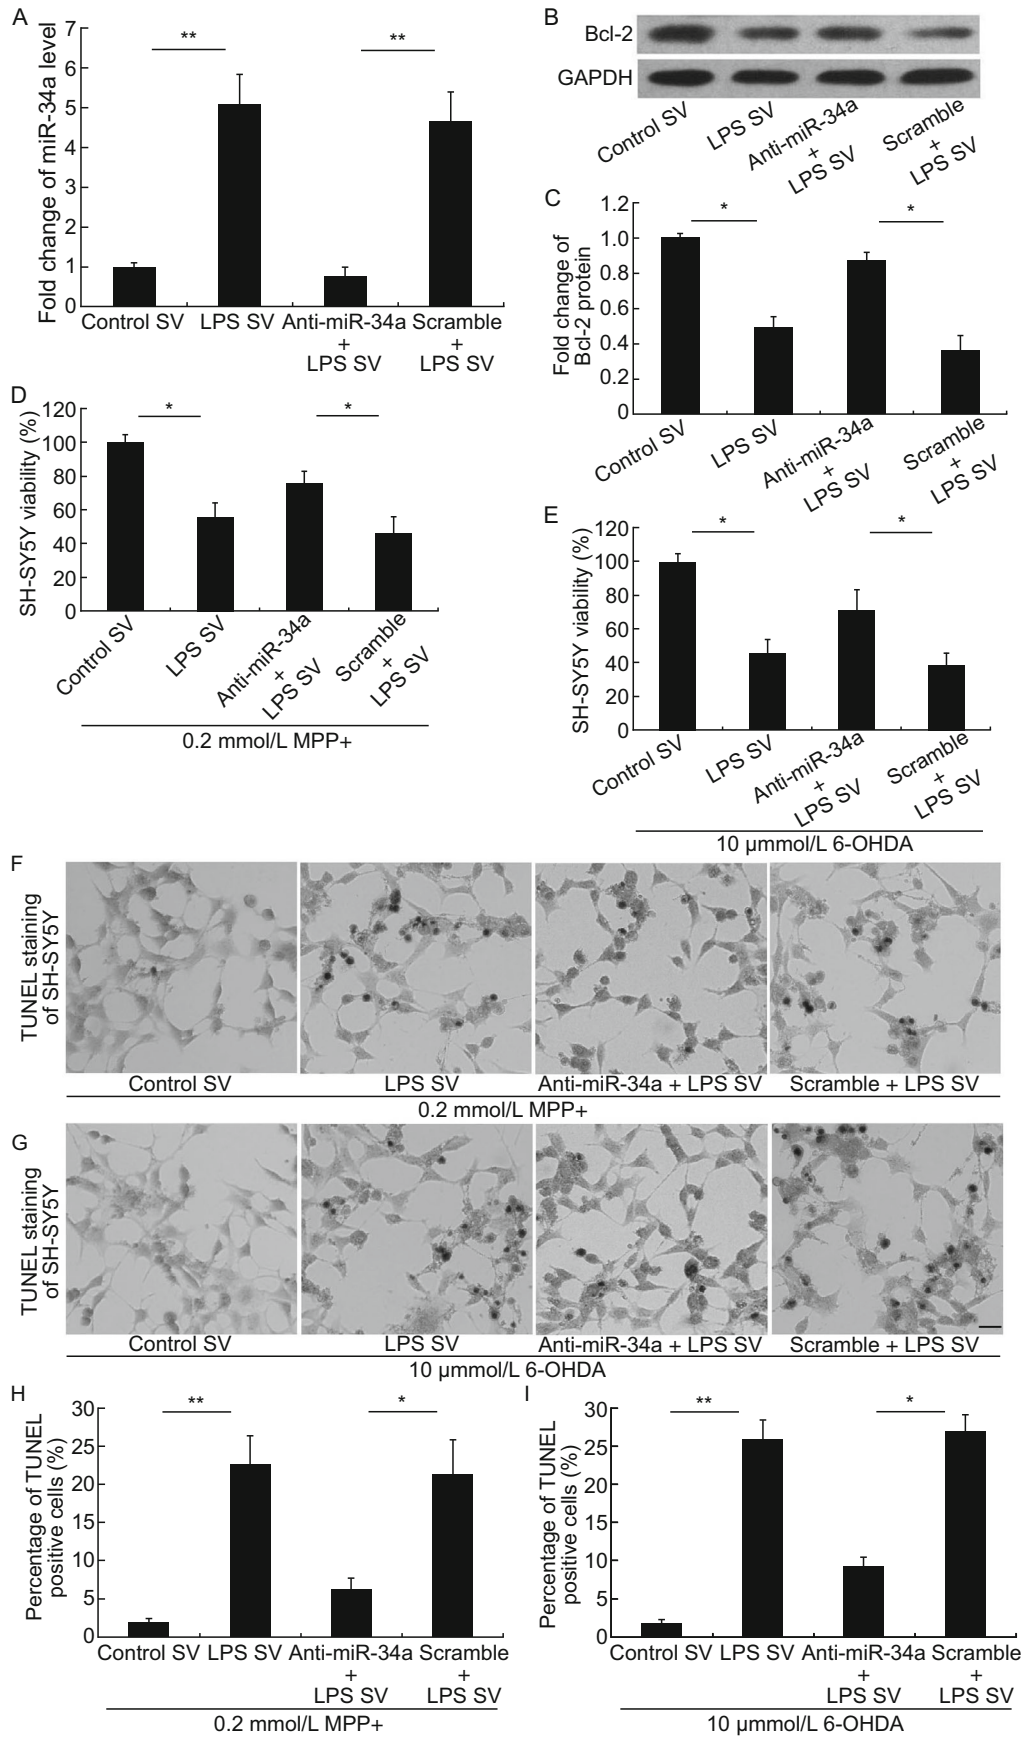 A
Fold change of miR-34a level
7
6
5
4
3
2
1
0
**
**
Control SV
LPS SV
Anti-miR-34a
+
LPS SV
Scramble
+
LPS SV
B
Bcl-2
GAPDH
Control SV
LPS SV
Anti-miR-34a
+
LPS SV
Scramble
+
LPS SV
C
Fold change of
Bcl-2 protein
1.2
1.0
0.8
0.6
0.4
0.2
0
*
*
Control SV
LPS SV
Anti-miR-34a
+
LPS SV
Scramble
+
LPS SV
D
SH-SY5Y viability (%)
120
100
80
60
40
20
0
*
*
Control SV
LPS SV
Anti-miR-34a
+
LPS SV
Scramble
+
LPS SV
0.2 mmol/L MPP+
E
SH-SY5Y viability (%)
120
100
80
60
40
20
0
*
*
Control SV
LPS SV
Anti-miR-34a
+
LPS SV
Scramble
+
LPS SV
10 µmmol/L 6-OHDA
F
TUNEL staining
of SH-SY5Y
Control SV
LPS SV
Anti-miR-34a + LPS SV
Scramble + LPS SV
0.2 mmol/L MPP+
G
TUNEL staining
of SH-SY5Y
Control SV
LPS SV
Anti-miR-34a + LPS SV
Scramble + LPS SV
10 µmmol/L 6-OHDA
H
Percentage of TUNEL
positive cells (%)
30
25
20
15
10
5
0
**
*
Control SV
LPS SV
Anti-miR-34a
+
LPS SV
Scramble
+
LPS SV
0.2 mmol/L MPP+
I
Percentage of TUNEL
positive cells (%)
30
25
20
15
10
5
0
**
*
Control SV
LPS SV
Anti-miR-34a
+
LPS SV
Scramble
+
LPS SV
10 µmmol/L 6-OHDA